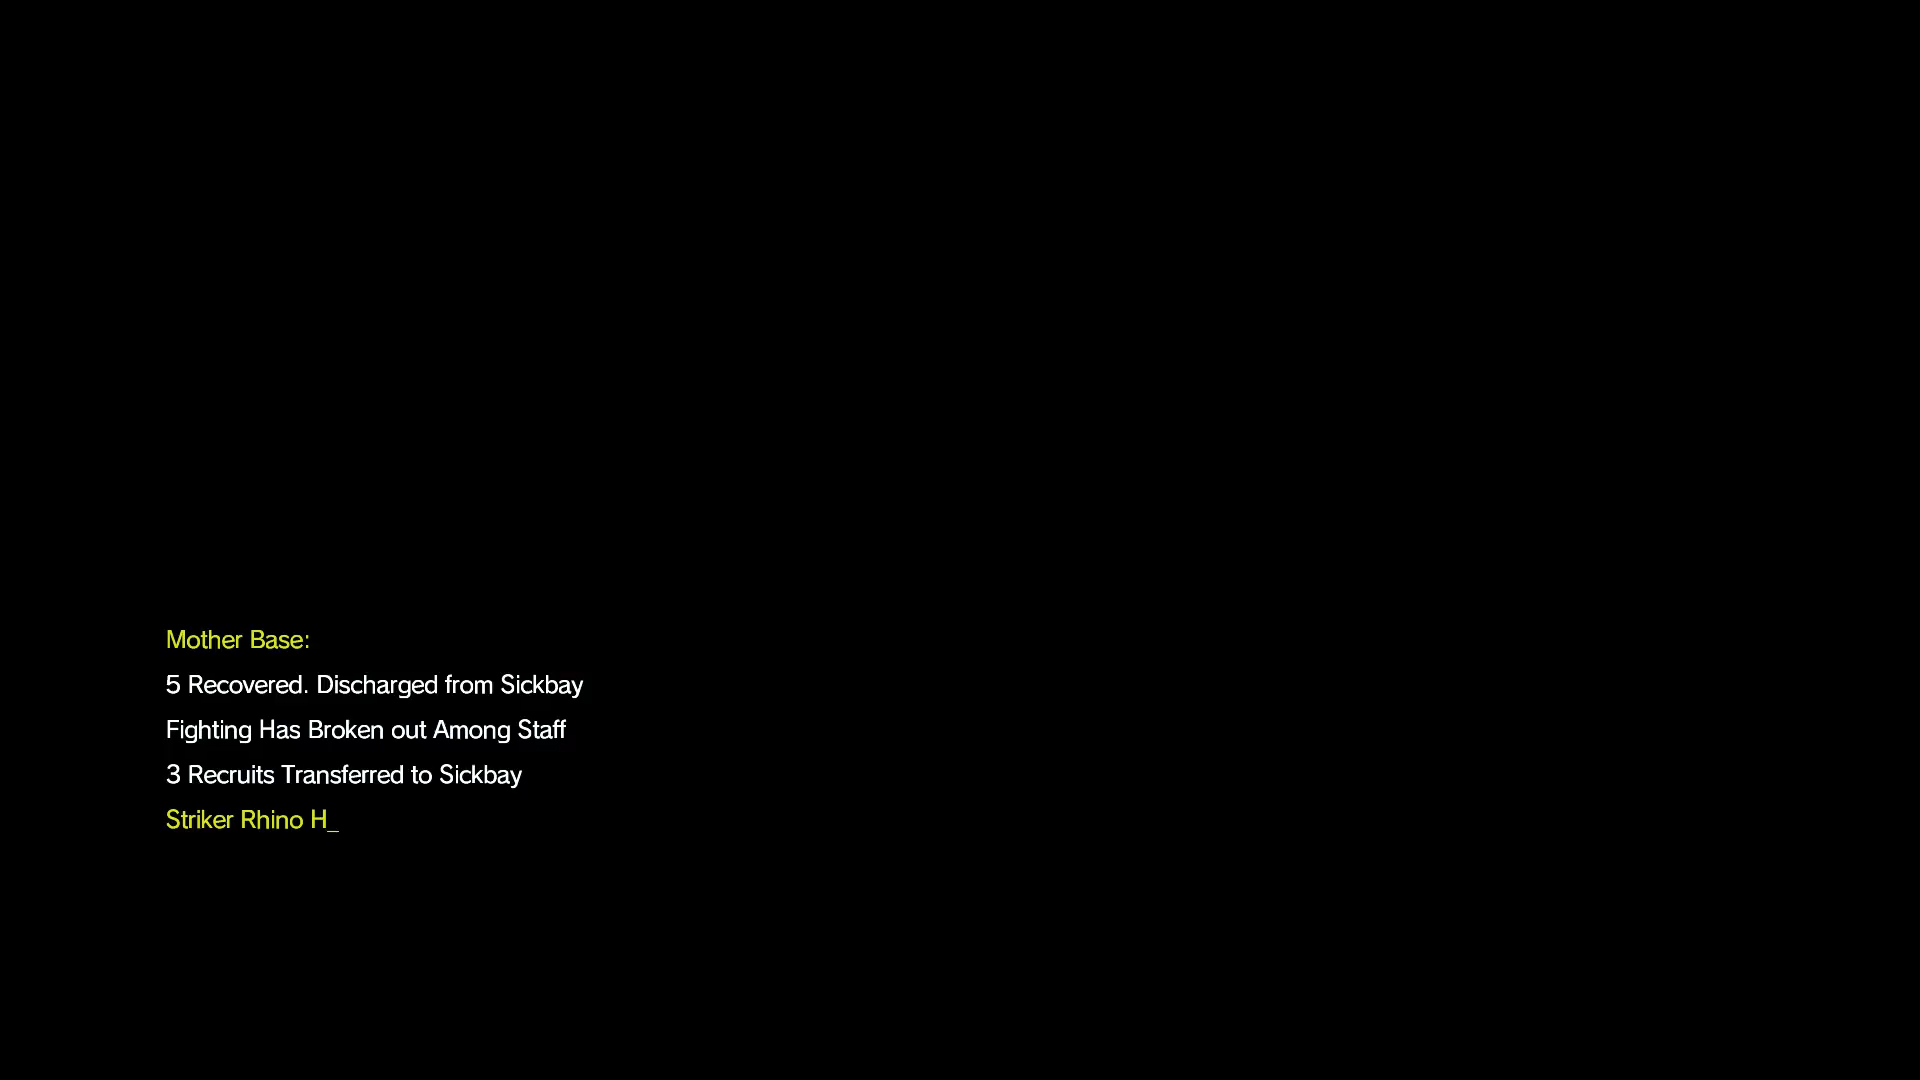 Mother Base:
5 Recovered. Discharged from Sickbay
Fighting Has Broken out Among Staff
3 Recruits Transferred to Sickbay
Striker Rhino H_